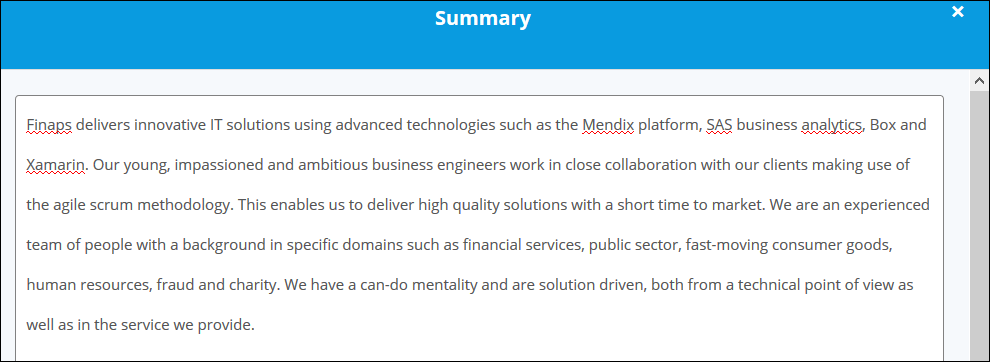 Summary
Finaps delivers innovative IT solutions using advanced technologies such as the Mendix platform, SAS business analytics, Box and
Xamarin. Our young, impassioned and ambitious business engineers work in close collaboration with our clients making use of
the agile scrum methodology. This enables us to deliver high quality solutions with a short time to market. We are an experienced
team of people with a background in specific domains such as financial services, public sector, fast-moving consumer goods,
human resources, fraud and charity. We have a can-do mentality and are solution driven, both from a technical point of view as
well as in the service we provide.